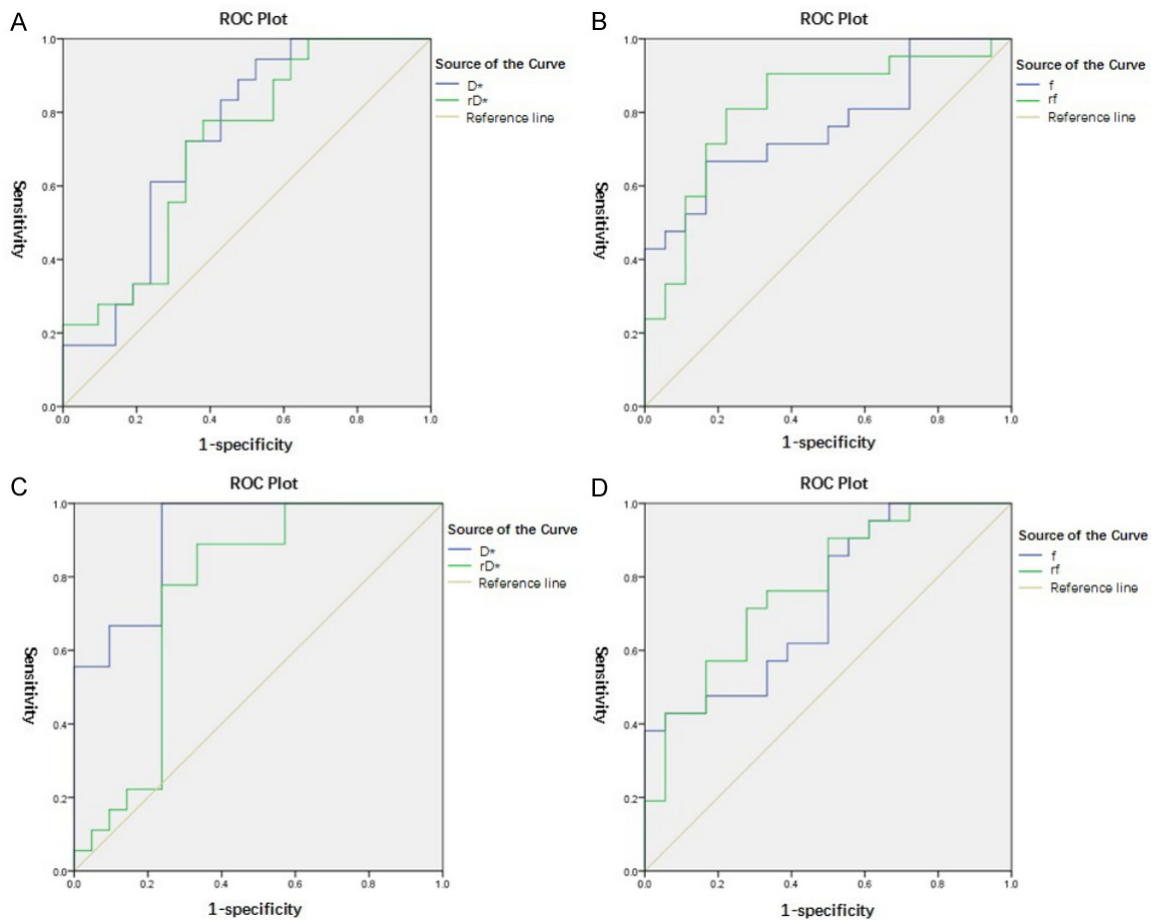 A
ROC Plot
1.0
0.8
0.6
0.4
0.2
0.0
0.0 0.2 0.4 0.6 0.8 1.0
Sensitivity
1-specificity
Source of the Curve
D*
rD*
Reference line
B
ROC Plot
1.0
0.8
0.6
0.4
0.2
0.0
0.0 0.2 0.4 0.6 0.8 1.0
Sensitivity
1-specificity
Source of the Curve
f
rf
Reference line
C
ROC Plot
1.0
0.8
0.6
0.4
0.2
0.0
0.0 0.2 0.4 0.6 0.8 1.0
Sensitivity
1-specificity
Source of the Curve
D*
rD*
Reference line
D
ROC Plot
1.0
0.8
0.6
0.4
0.2
0.0
0.0 0.2 0.4 0.6 0.8 1.0
Sensitivity
1-specificity
Source of the Curve
f
rf
Reference line